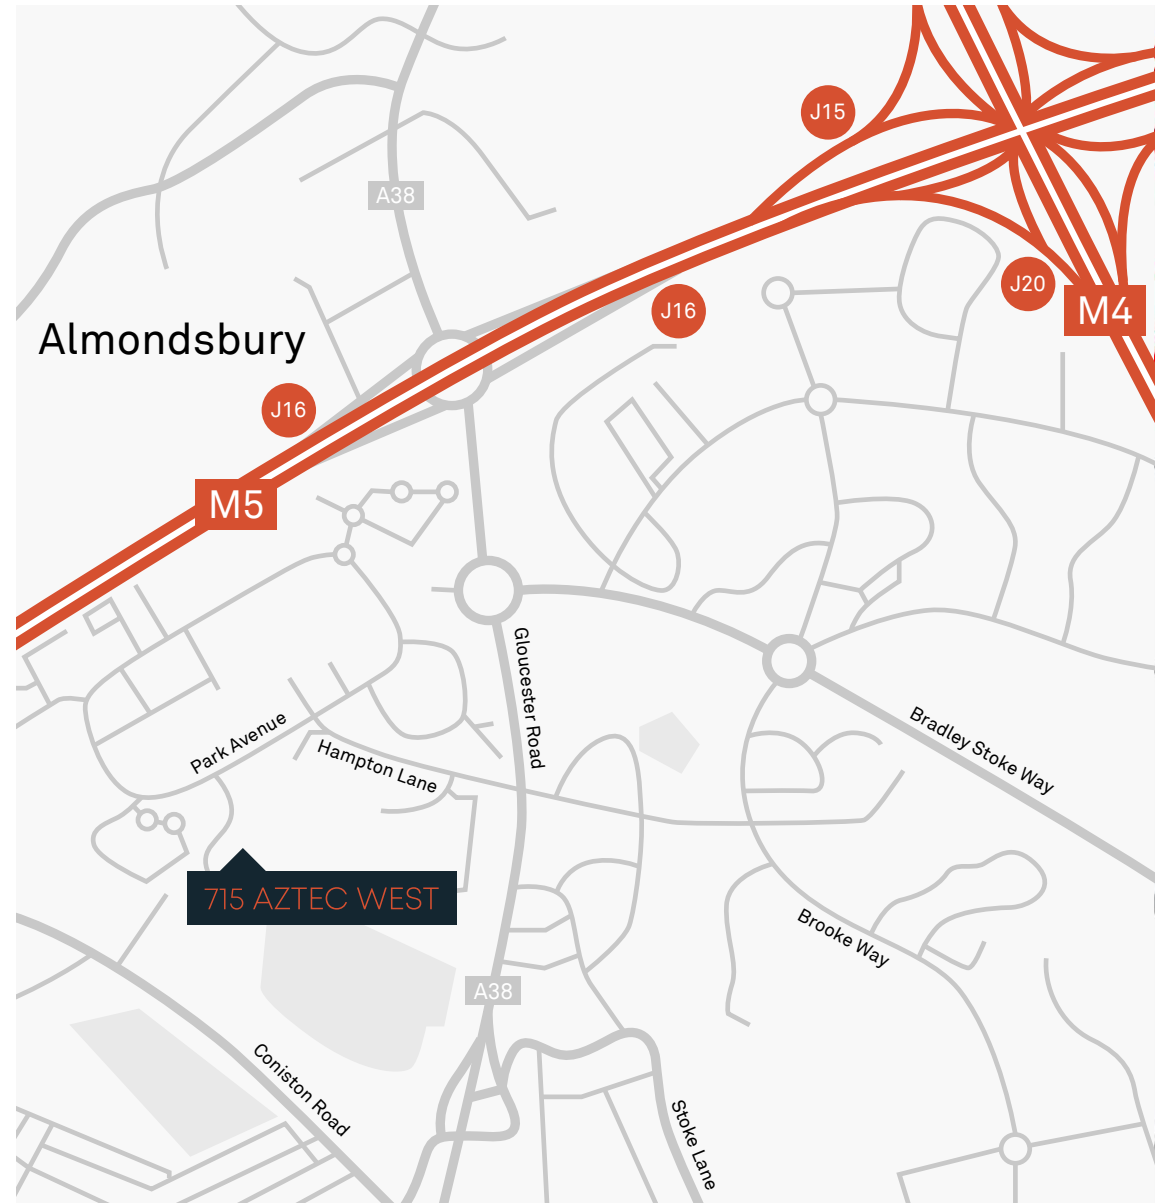 J15
A38
J20
J16
M4
Almondsbury
J16
M5
Gloucester Road
Bradley Stoke Way
Park Avenue
Hampton Lane
715 AZTEC WEST
Brooke Way
A38
Coniston Road
Stoke Lane